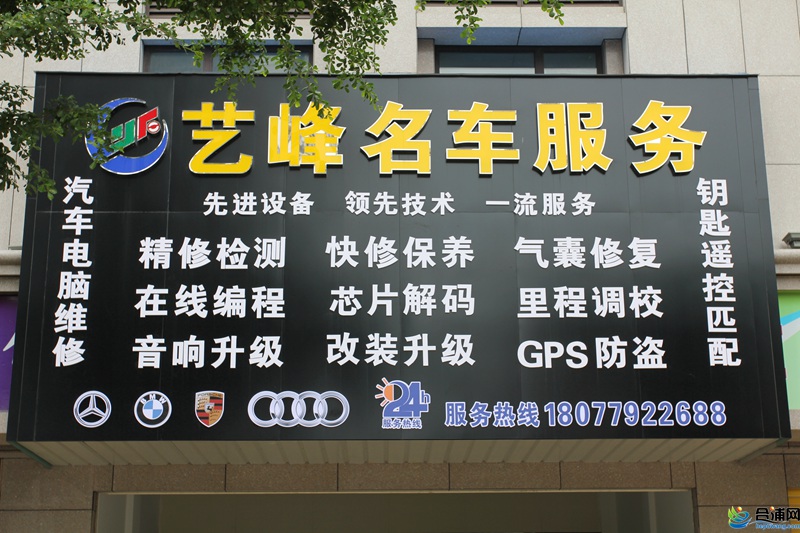 YF
艺峰名车服务
先进设备 领先技术 一流服务
汽车电脑维修
精修检测 快修保养 气囊修复
在线编程 芯片解码 里程调校
音响升级 改装升级 GPS防盗
钥匙遥控匹配
BMW
24h
服务热线
服务热线 18077922688
合浦网